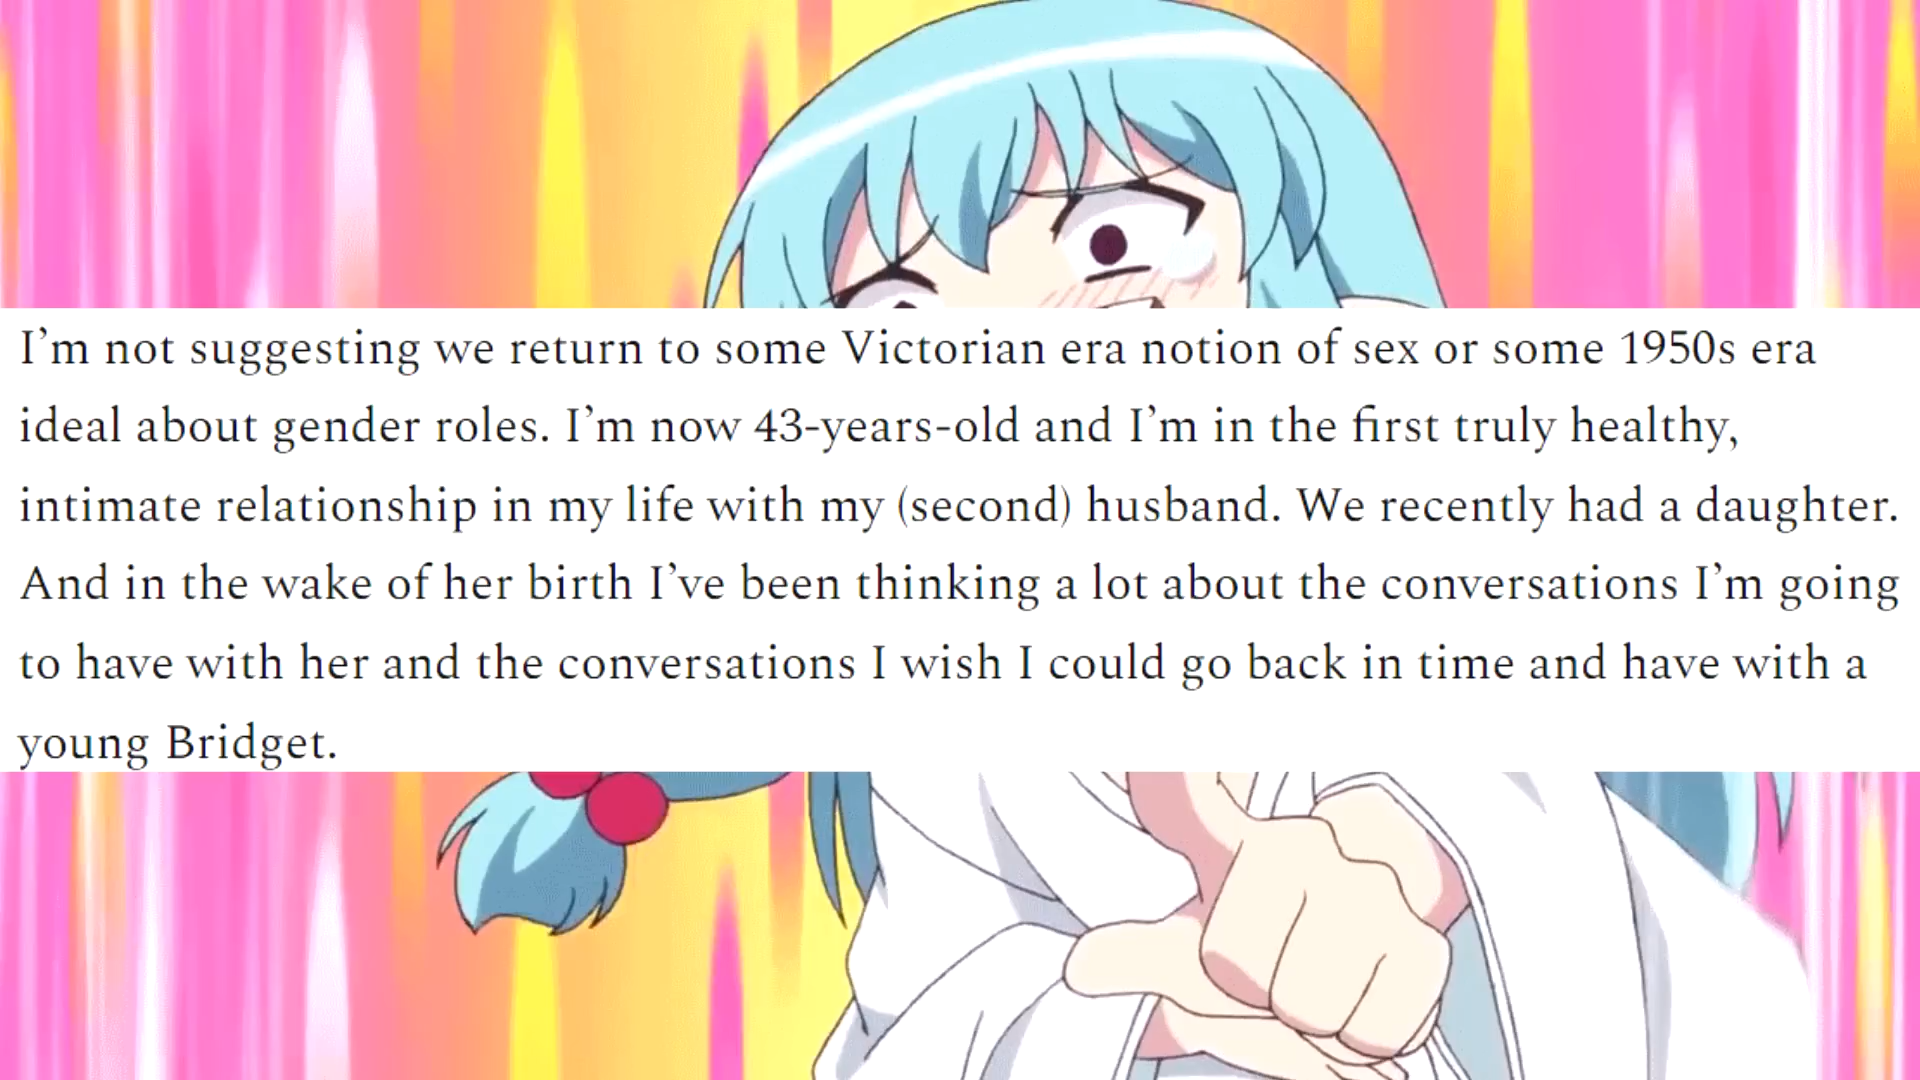 I’m not suggesting we return to some Victorian era notion of sex or some 1950s era
ideal about gender roles. I’m now 43-years-old and I’m in the first truly healthy,
intimate relationship in my life with my (second) husband. We recently had a daughter.
And in the wake of her birth I’ve been thinking a lot about the conversations I’m going
to have with her and the conversations I wish I could go back in time and have with a
young Bridget.